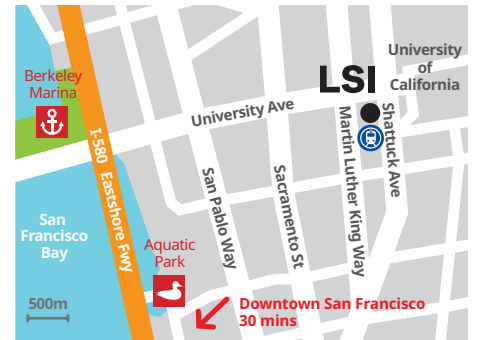 University
of
California
LSI
Berkeley
Marina
University Ave
I-580 Eastshore Fwy
San Pablo Way
Sacramento St
Martin Luther King Way
Shattuck Ave
San
Francisco
Bay
Aquatic
Park
500m
Downtown San Francisco
30 mins